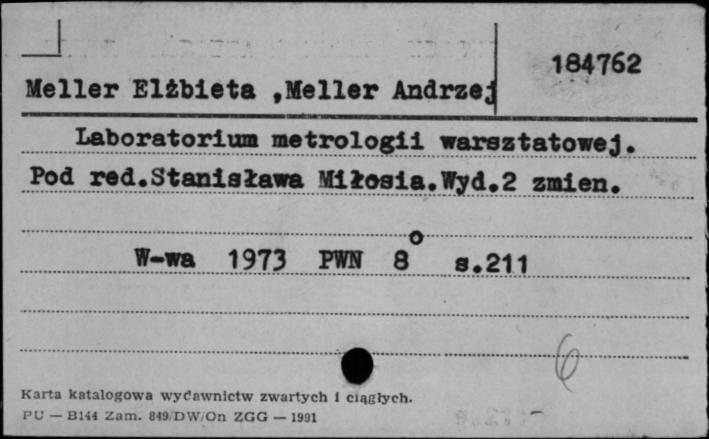 184762
Meller Elżbieta ,Meller Andrzej
Laboratorium metrologii warsztatowej.
Pod red.Stanisława Miłosia.Wyd.2 zmien.
W-wa 1973 PWN 8° s.211
6
Karta katalogowa wydawnictw zwartych i ciągłych.
PU — B144 Zam. 849/DW/On ZGG — 1991